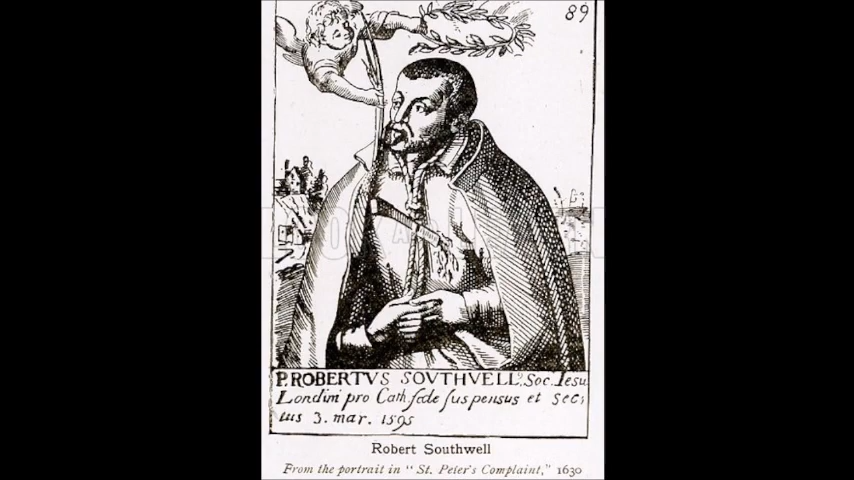 89
P. ROBERTVS SOVTHVELLꝰ. Soc. Iesu
Londini pro Cath. fide suspensus et sec;
tus 3. mar. 1595
Robert Southwell
From the portrait in "St. Peter's Complaint," 1630